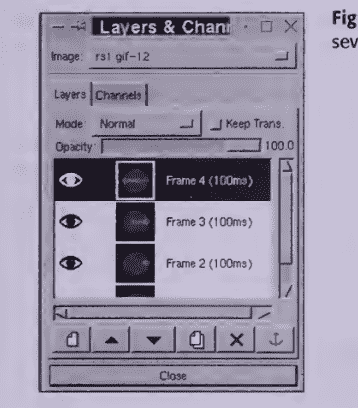 Layers & Chann
Image: rs1 gif-12
Layers Channels
Mode: Normal Keep Trans.
Opacity: 100.0
Frame 4 (100ms)
Frame 3 (100ms)
Frame 2 (100ms)
Close
Fig
sev